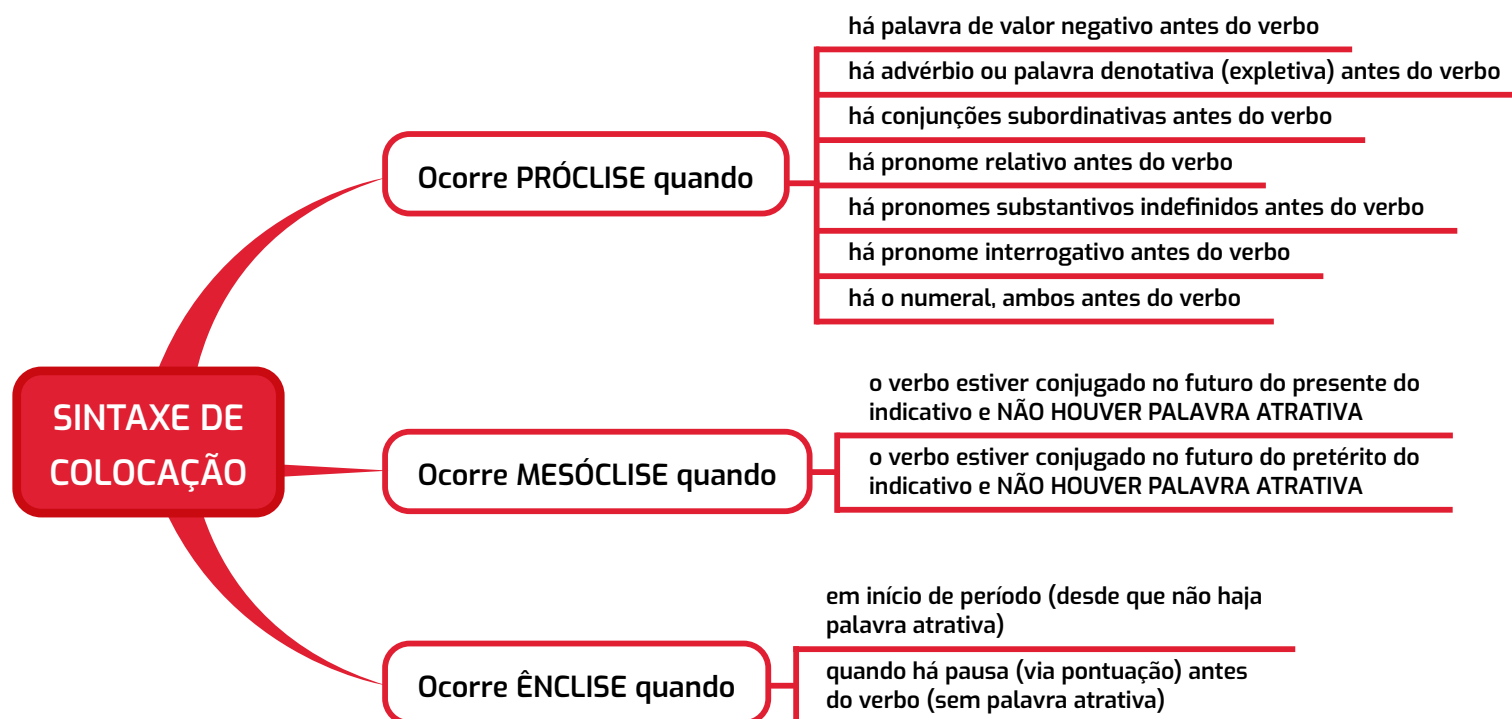 SINTAXE DE
COLOCAÇÃO
Ocorre PRÓCLISE quando
há palavra de valor negativo antes do verbo
há advérbio ou palavra denotativa (expletiva) antes do verbo
há conjunções subordinativas antes do verbo
há pronome relativo antes do verbo
há pronomes substantivos indefinidos antes do verbo
há pronome interrogativo antes do verbo
há o numeral, ambos antes do verbo
Ocorre MESÓCLISE quando
o verbo estiver conjugado no futuro do presente do
indicativo e NÃO HOUVER PALAVRA ATRATIVA
o verbo estiver conjugado no futuro do pretérito do
indicativo e NÃO HOUVER PALAVRA ATRATIVA
Ocorre ÊNCLISE quando
em início de período (desde que não haja
palavra atrativa)
quando há pausa (via pontuação) antes
do verbo (sem palavra atrativa)